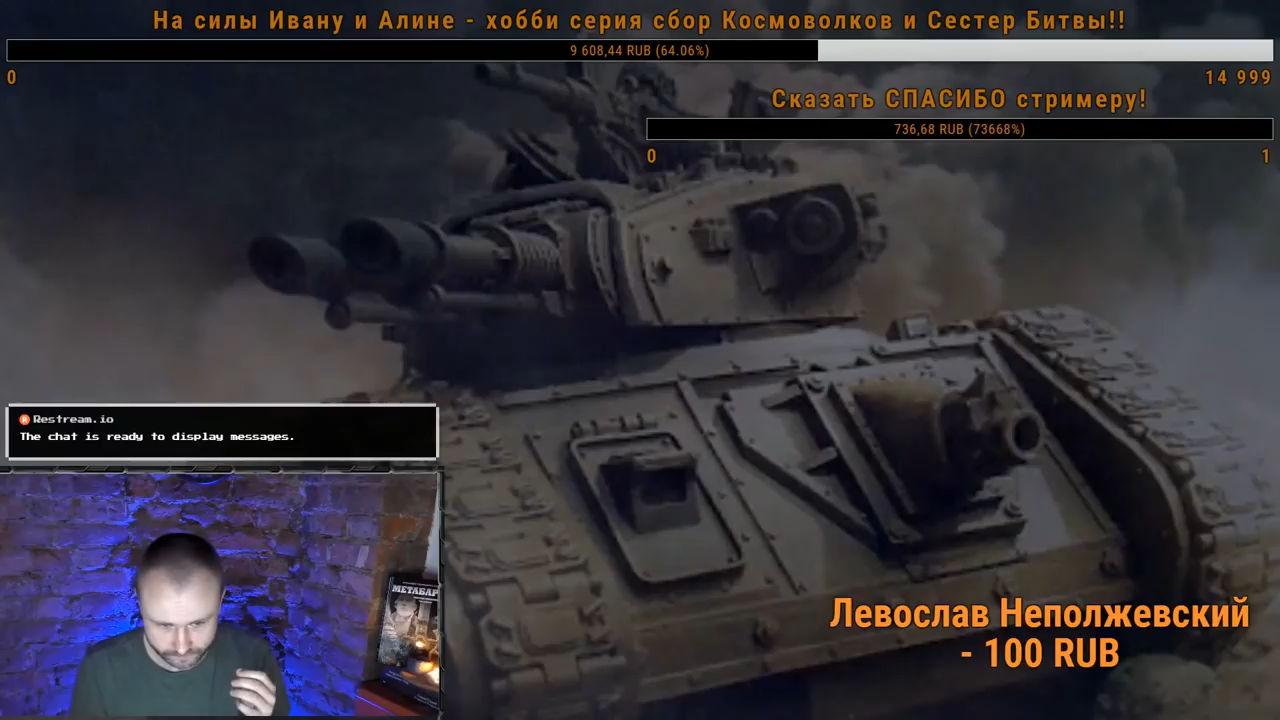 На силы Ивану и Алине - хобби серия сбор Космоволков и Сестер Битвы!!
9 608,44 RUB (64.06%)
0
14 999
Сказать СПАСИБО стримеру!
736,68 RUB (73668%)
0
1
Restream.io
The chat is ready to display messages.
МЕТАБАР
Левослав Неполжевский
- 100 RUB